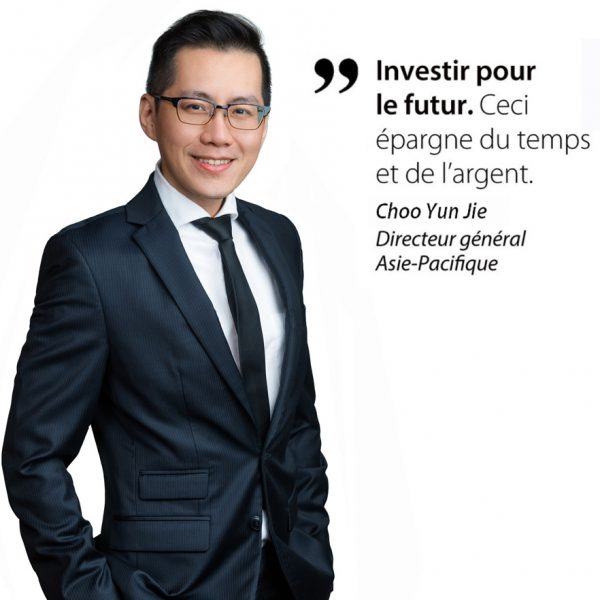 ” Investir pour
le futur. Ceci
épargne du temps
et de l’argent.
Choo Yun Jie
Directeur général
Asie-Pacifique